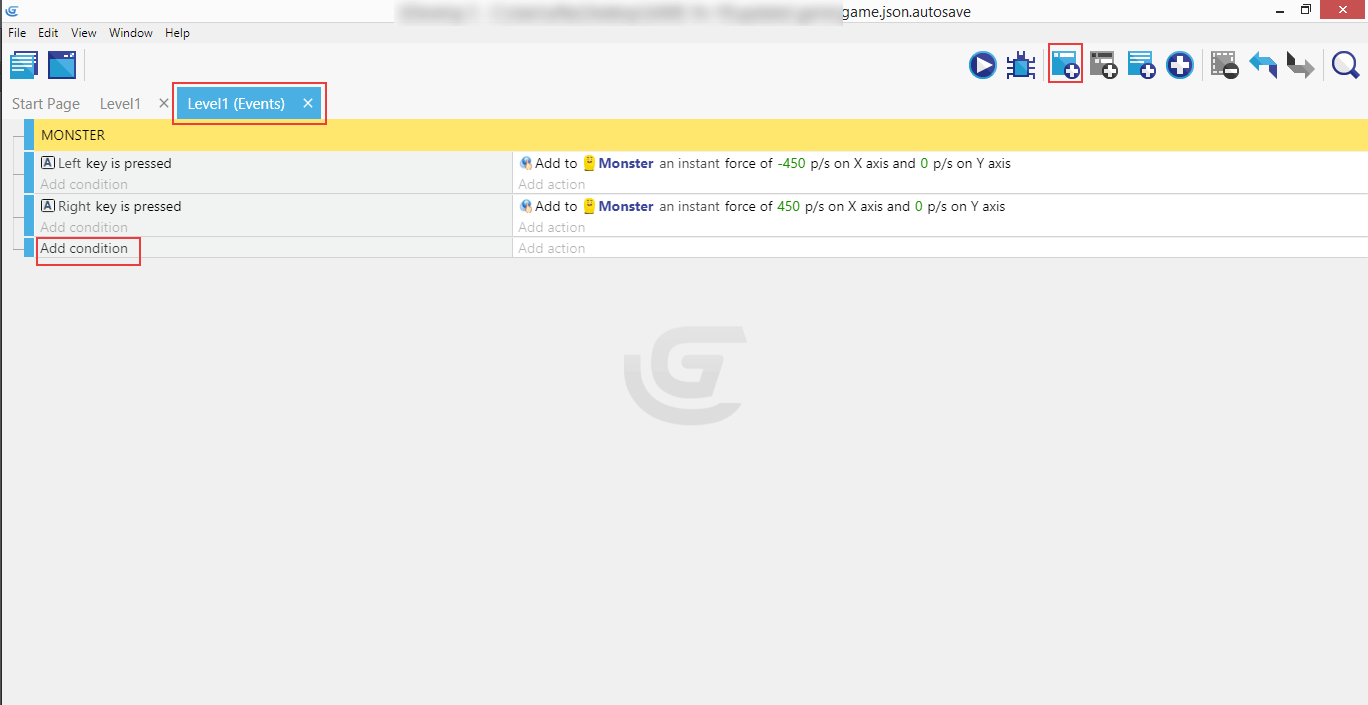 game.json.autosave
File Edit View Window Help
Start Page Level1 Level1 (Events)
MONSTER
Left key is pressed Add to Monster an instant force of -450 p/s on X axis and 0 p/s on Y axis
Add condition Add action
Right key is pressed Add to Monster an instant force of 450 p/s on X axis and 0 p/s on Y axis
Add condition Add action
Add condition Add action